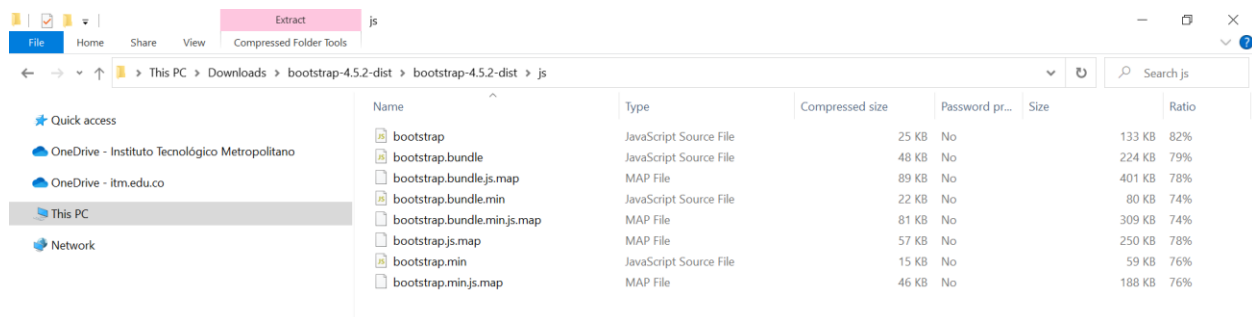 Extract js
File Home Share View Compressed Folder Tools
This PC > Downloads > bootstrap-4.5.2-dist > bootstrap-4.5.2-dist > js
Search js
Quick access
OneDrive - Instituto Tecnológico Metropolitano
OneDrive - itm.edu.co
This PC
Network
Name Type Compressed size Password pr... Size Ratio
bootstrap JavaScript Source File 25 KB No 133 KB 82%
bootstrap.bundle JavaScript Source File 48 KB No 224 KB 79%
bootstrap.bundle.js.map MAP File 89 KB No 401 KB 78%
bootstrap.bundle.min JavaScript Source File 22 KB No 80 KB 74%
bootstrap.bundle.min.js.map MAP File 81 KB No 309 KB 74%
bootstrap.js.map MAP File 57 KB No 250 KB 78%
bootstrap.min JavaScript Source File 15 KB No 59 KB 76%
bootstrap.min.js.map MAP File 46 KB No 188 KB 76%